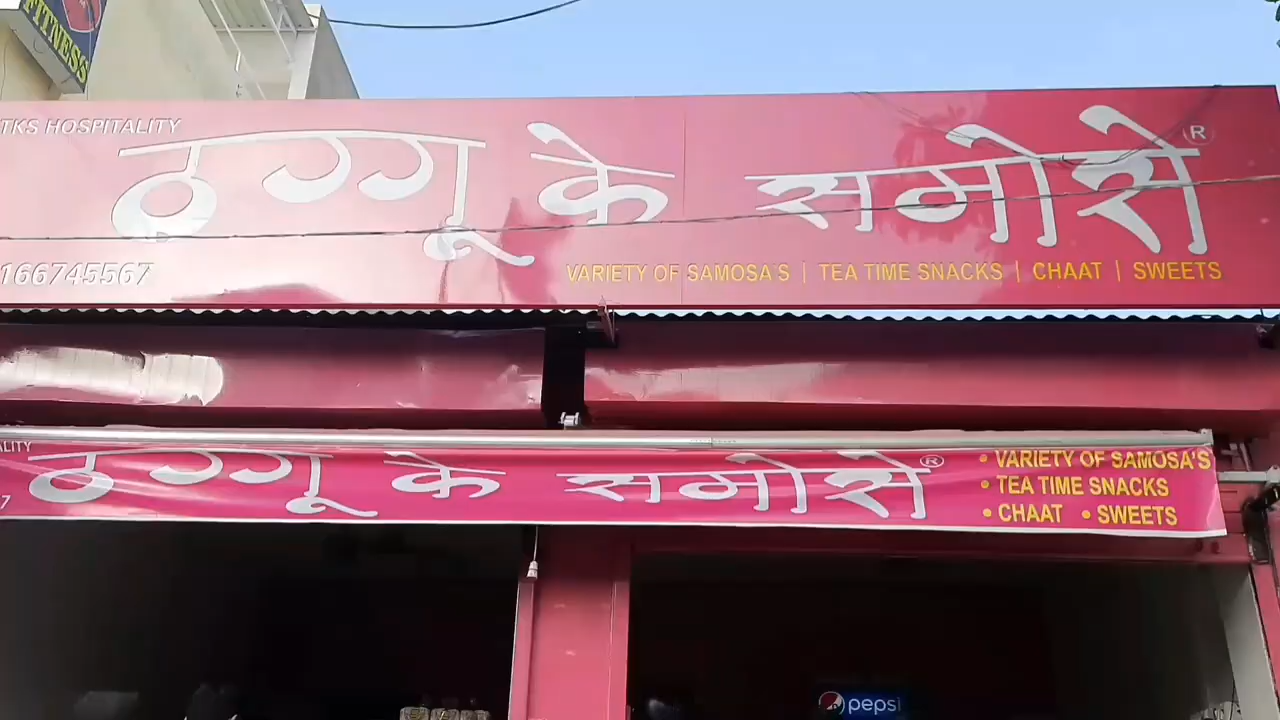 FITNESS
TKS HOSPITALITY
ठग्गू के समोसे ®
166745567
VARIETY OF SAMOSA'S | TEA TIME SNACKS | CHAAT | SWEETS
ALITY
ठग्गू के समोसे ®
7
• VARIETY OF SAMOSA'S
• TEA TIME SNACKS
• CHAAT • SWEETS
pepsi